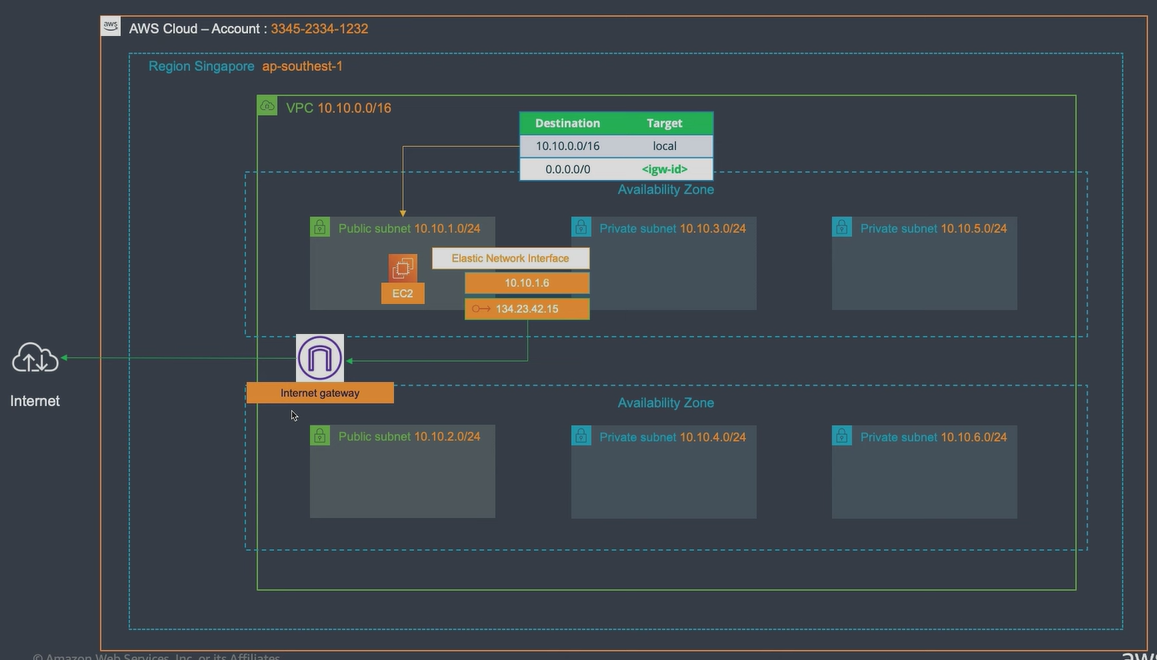 aws
AWS Cloud – Account : 3345-2334-1232
Region Singapore ap-southest-1
VPC 10.10.0.0/16
Destination Target
10.10.0.0/16 local
0.0.0.0/0 <igw-id>
Availability Zone
Public subnet 10.10.1.0/24
Private subnet 10.10.3.0/24
Private subnet 10.10.5.0/24
Elastic Network Interface
EC2
10.10.1.6
134.23.42.15
Internet
Internet gateway
Availability Zone
Public subnet 10.10.2.0/24
Private subnet 10.10.4.0/24
Private subnet 10.10.6.0/24
© Amazon Web Services, Inc. or its Affiliates
aws